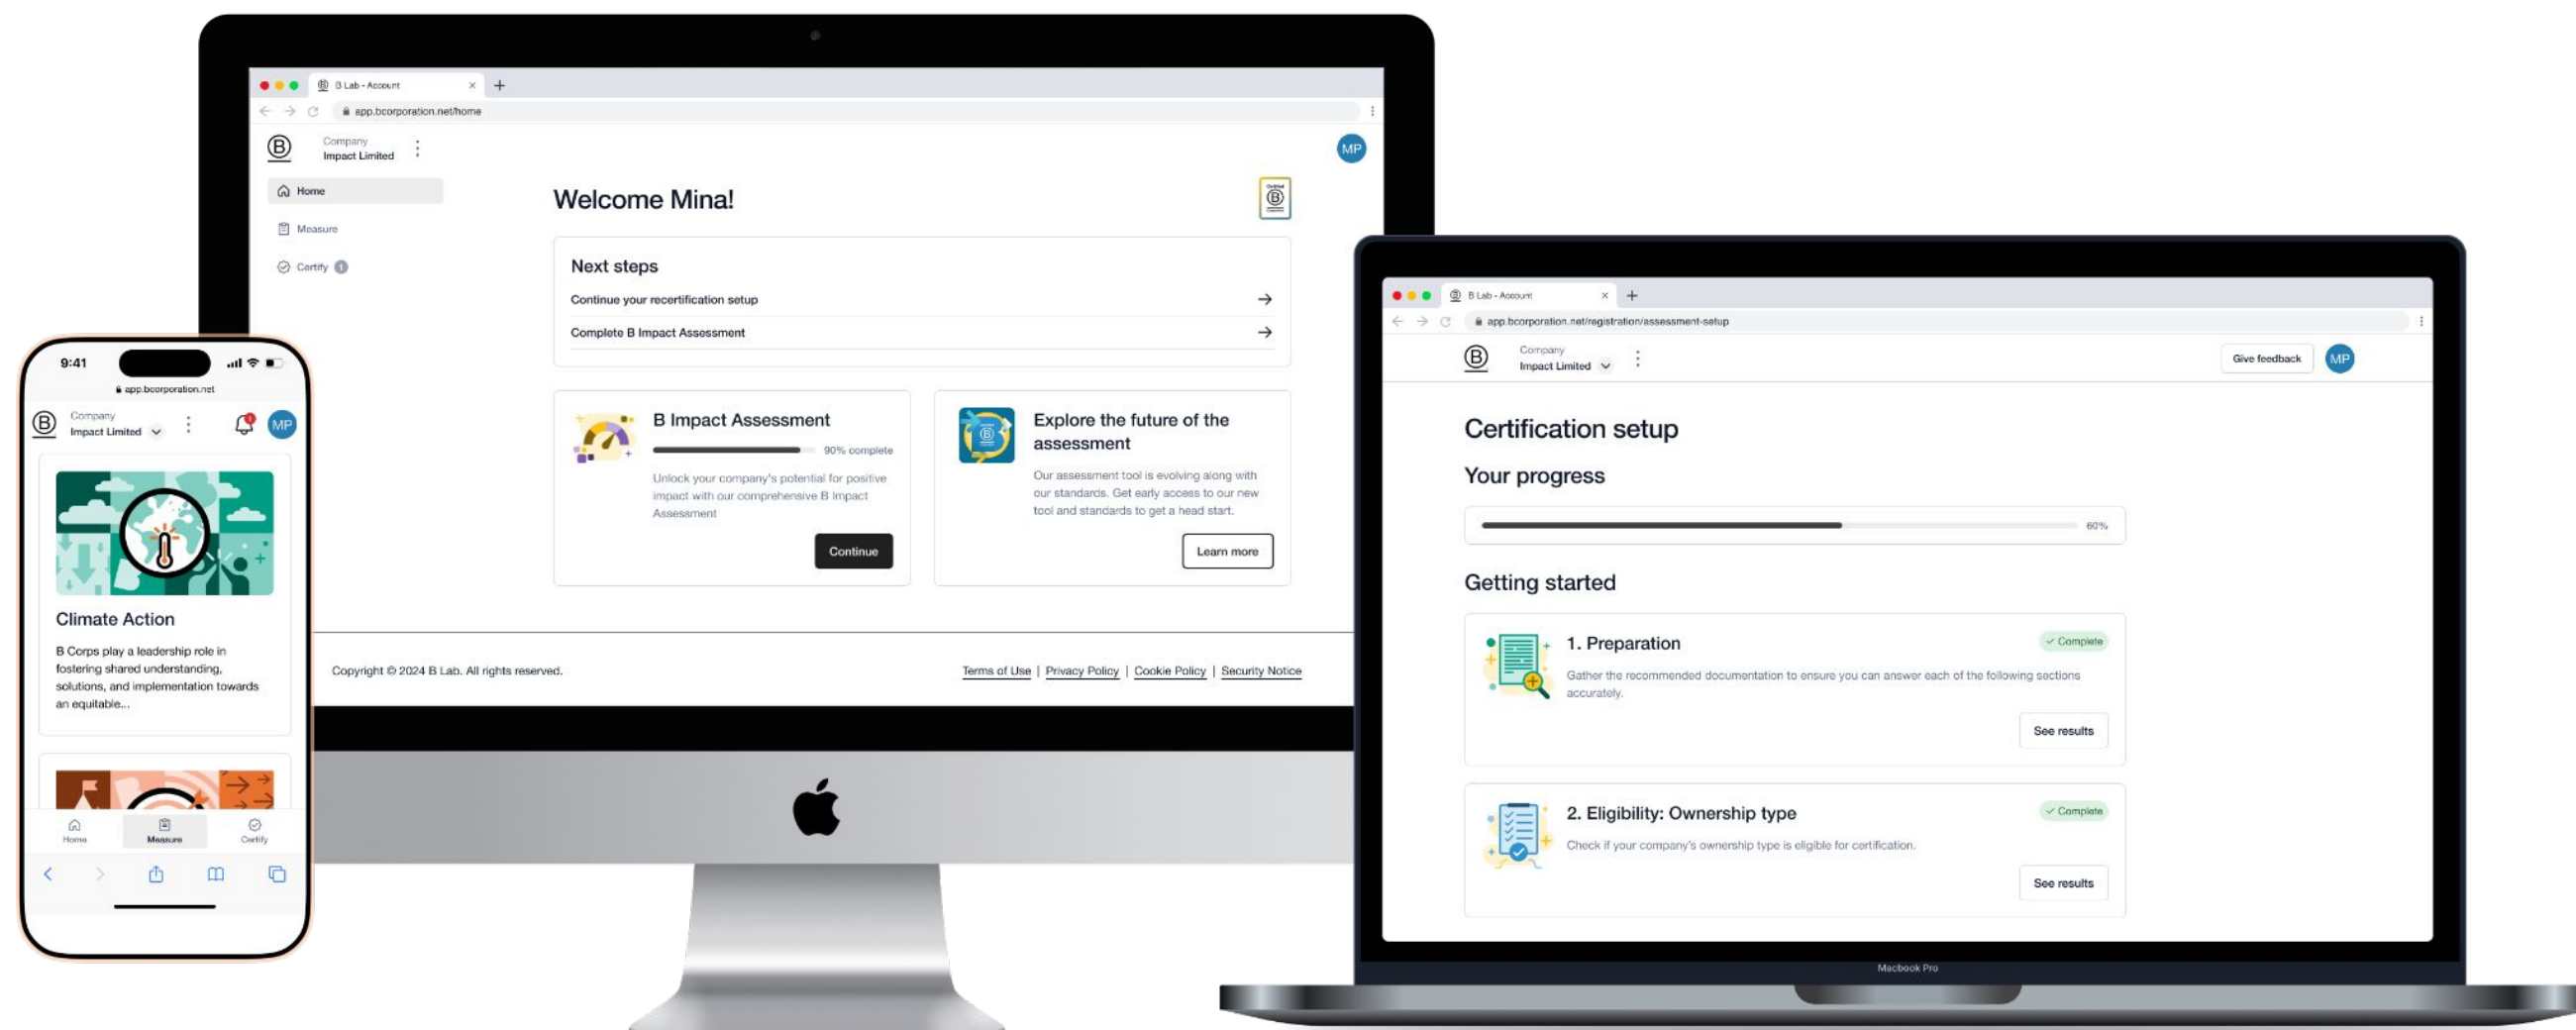 B Lab - Account
app.bcorporation.net/home
B
Company
Impact Limited
MP
Home
Measure
Certify 1
Welcome Mina!
Certified
B
Next steps
Continue your recertification setup
Complete B Impact Assessment
B Impact Assessment
90% complete
Unlock your company's potential for positive
impact with our comprehensive B Impact
Assessment
Continue
B
Explore the future of the
assessment
Our assessment tool is evolving along with
our standards. Get early access to our new
tool and standards to get a head start.
Learn more
Copyright © 2024 B Lab. All rights reserved.
Terms of Use | Privacy Policy | Cookie Policy | Security Notice
9:41
app.bcorporation.net
B
Company
Impact Limited
MP
Climate Action
B Corps play a leadership role in
fostering shared understanding,
solutions, and implementation towards
an equitable...
Home
Measure
Certify
B Lab - Account
app.bcorporation.net/registration/assessment-setup
B
Company
Impact Limited
Give feedback
MP
Certification setup
Your progress
60%
Getting started
1. Preparation
Complete
Gather the recommended documentation to ensure you can answer each of the following sections
accurately.
See results
2. Eligibility: Ownership type
Complete
Check if your company's ownership type is eligible for certification.
See results
Macbook Pro